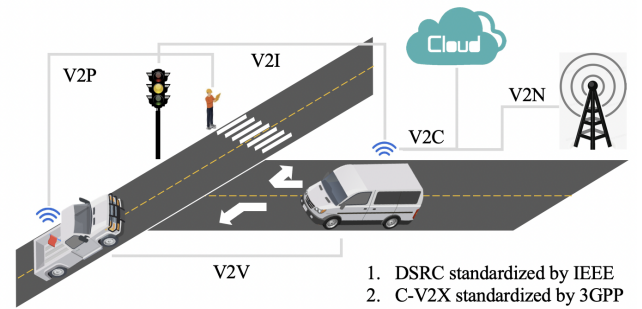 Cloud
V2P
V2I
V2N
V2C
V2V
1. DSRC standardized by IEEE
2. C-V2X standardized by 3GPP